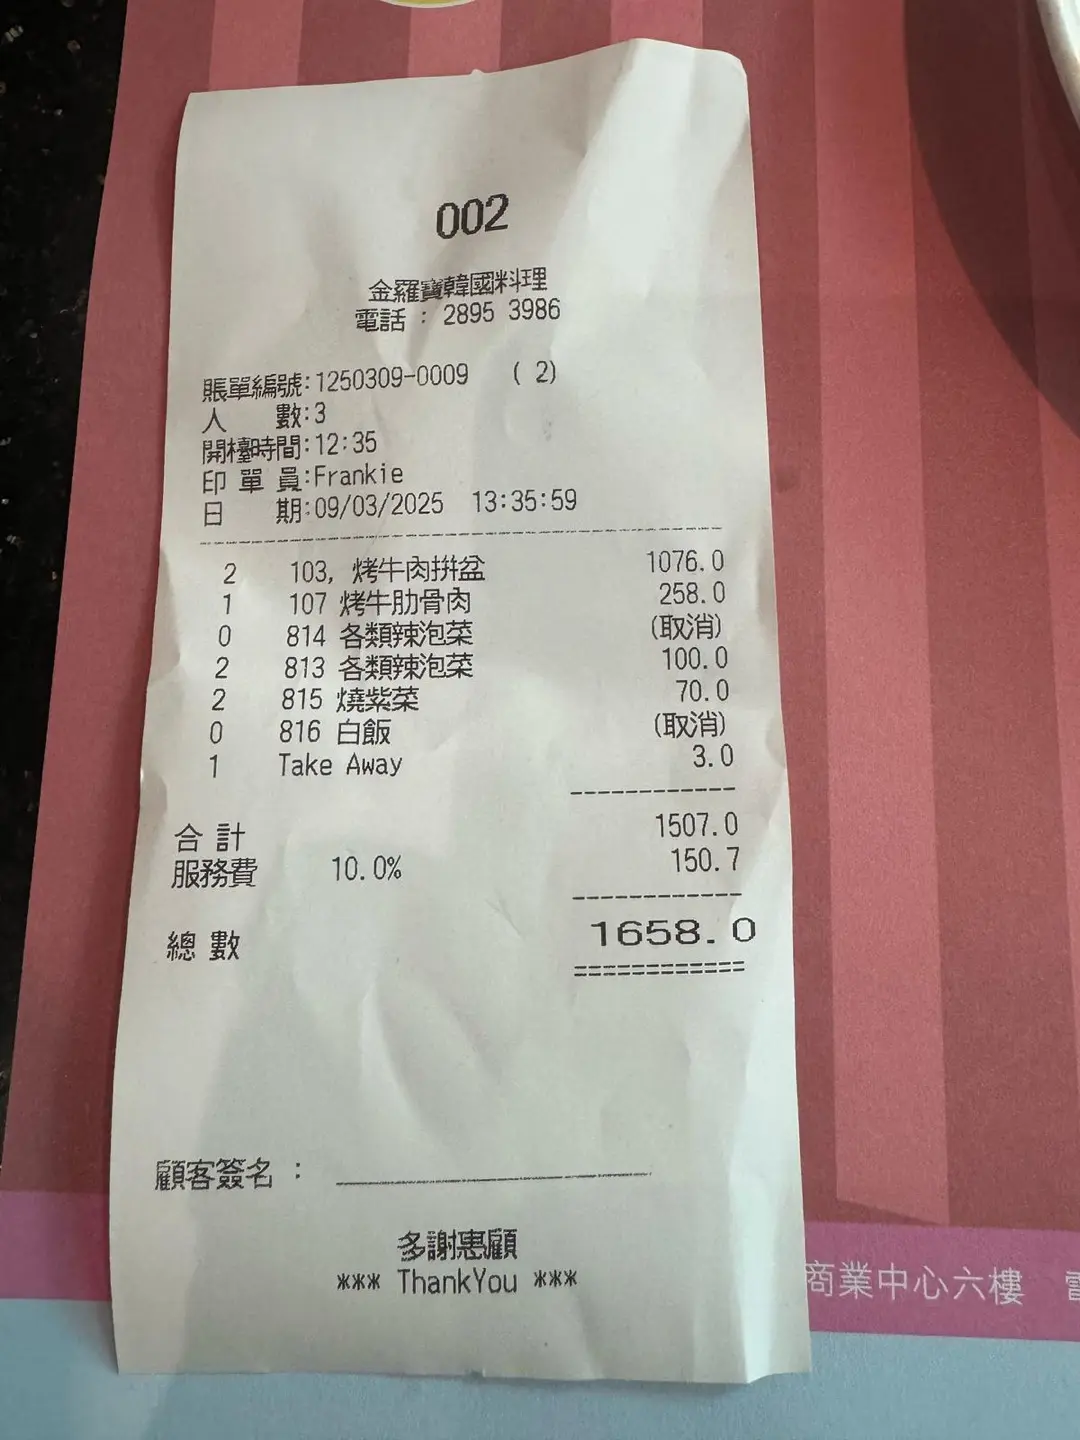 002
金羅寶韓國料理
電話 : 2895 3986
賬單編號:1250309-0009 ( 2)
人 數:3
開檯時間:12:35
印 單 員:Frankie
日 期:09/03/2025 13:35:59
2 103, 烤牛肉拼盆 1076.0
1 107 烤牛肋骨肉 258.0
0 814 各類辣泡菜 (取消)
2 813 各類辣泡菜 100.0
2 815 燒紫菜 70.0
0 816 白飯 (取消)
1 Take Away 3.0
合 計 1507.0
服務費 10.0% 150.7
總 數 1658.0
顧客簽名 :
多謝惠顧
*** ThankYou ***
商業中心六樓